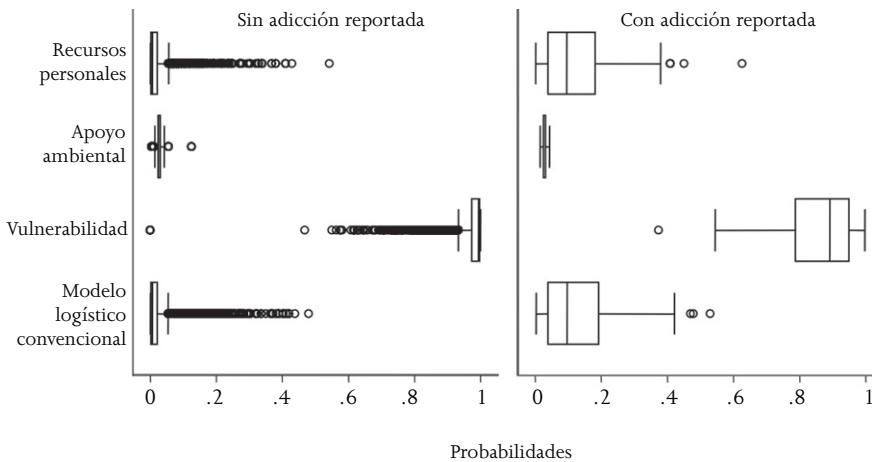 Sin adicción reportada
Con adicción reportada
Recursos
personales
Apoyo
ambiental
Vulnerabilidad
Modelo
logístico
convencional
0 .2 .4 .6 .8 1
0 .2 .4 .6 .8 1
Probabilidades